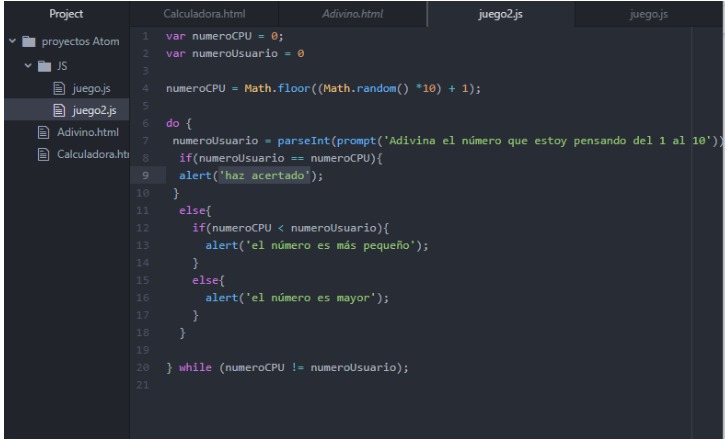 Project
proyectos Atom
JS
juego.js
juego2.js
Adivino.html
Calculadora.ht
Calculadora.html Adivino.html juego2.js juego.js
1 var numeroCPU = 0;
2 var numeroUsuario = 0
3
4 numeroCPU = Math.floor((Math.random() *10) + 1);
5
6 do {
7 numeroUsuario = parseInt(prompt('Adivina el número que estoy pensando del 1 al 10'))
8 if(numeroUsuario == numeroCPU){
9 alert('haz acertado');
10 }
11 else{
12 if(numeroCPU < numeroUsuario){
13 alert('el número es más pequeño');
14 }
15 else{
16 alert('el número es mayor');
17 }
18 }
19
20 } while (numeroCPU != numeroUsuario);
21